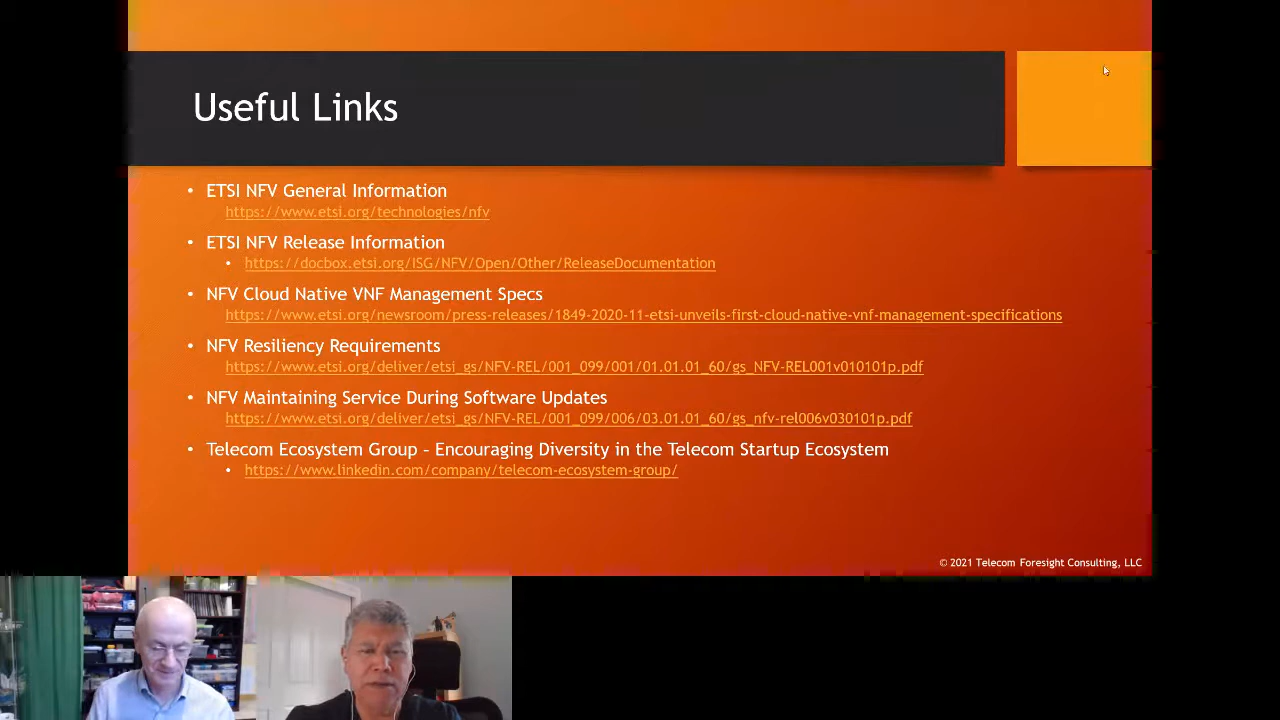 Useful Links
• ETSI NFV General Information
https://www.etsi.org/technologies/nfv
• ETSI NFV Release Information
• https://docbox.etsi.org/ISG/NFV/Open/Other/ReleaseDocumentation
• NFV Cloud Native VNF Management Specs
https://www.etsi.org/newsroom/press-releases/1849-2020-11-etsi-unveils-first-cloud-native-vnf-management-specifications
• NFV Resiliency Requirements
https://www.etsi.org/deliver/etsi_gs/NFV-REL/001_099/001/01.01.01_60/gs_NFV-REL001v010101p.pdf
• NFV Maintaining Service During Software Updates
https://www.etsi.org/deliver/etsi_gs/NFV-REL/001_099/006/03.01.01_60/gs_nfv-rel006v030101p.pdf
• Telecom Ecosystem Group – Encouraging Diversity in the Telecom Startup Ecosystem
• https://www.linkedin.com/company/telecom-ecosystem-group/
© 2021 Telecom Foresight Consulting, LLC